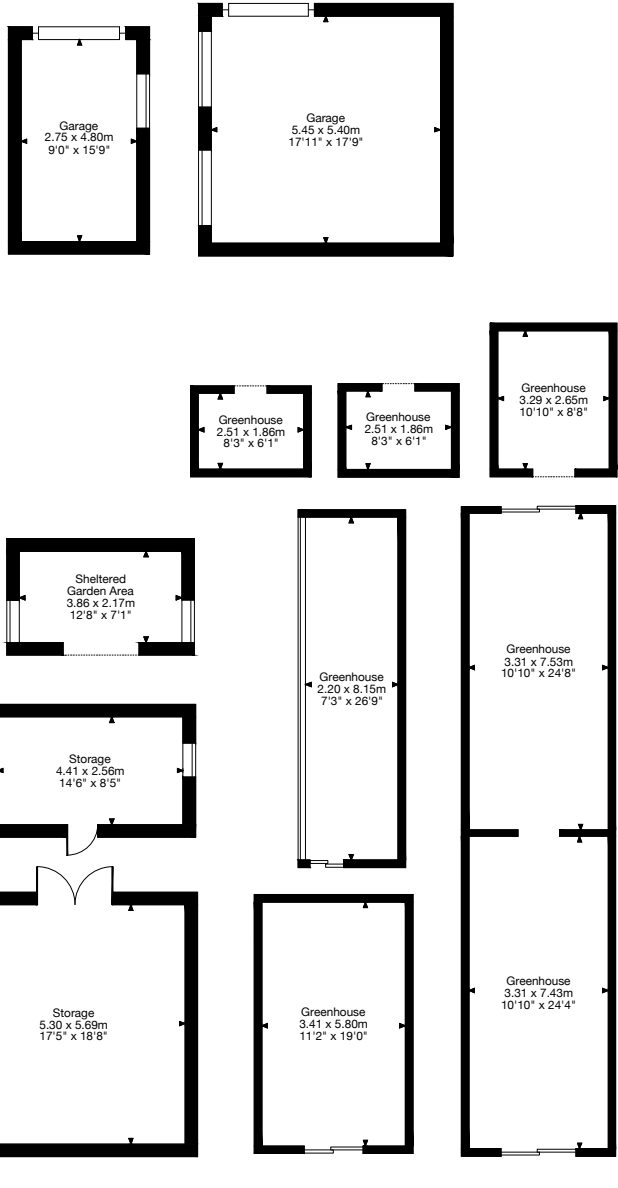 Garage
2.75 x 4.80m
9'0" x 15'9"
Garage
5.45 x 5.40m
17'11" x 17'9"
Greenhouse
2.51 x 1.86m
8'3" x 6'1"
Greenhouse
2.51 x 1.86m
8'3" x 6'1"
Greenhouse
3.29 x 2.65m
10'10" x 8'8"
Sheltered
Garden Area
3.86 x 2.17m
12'8" x 7'1"
Greenhouse
2.20 x 8.15m
7'3" x 26'9"
Greenhouse
3.31 x 7.53m
10'10" x 24'8"
Storage
4.41 x 2.56m
14'6" x 8'5"
Storage
5.30 x 5.69m
17'5" x 18'8"
Greenhouse
3.41 x 5.80m
11'2" x 19'0"
Greenhouse
3.31 x 7.43m
10'10" x 24'4"